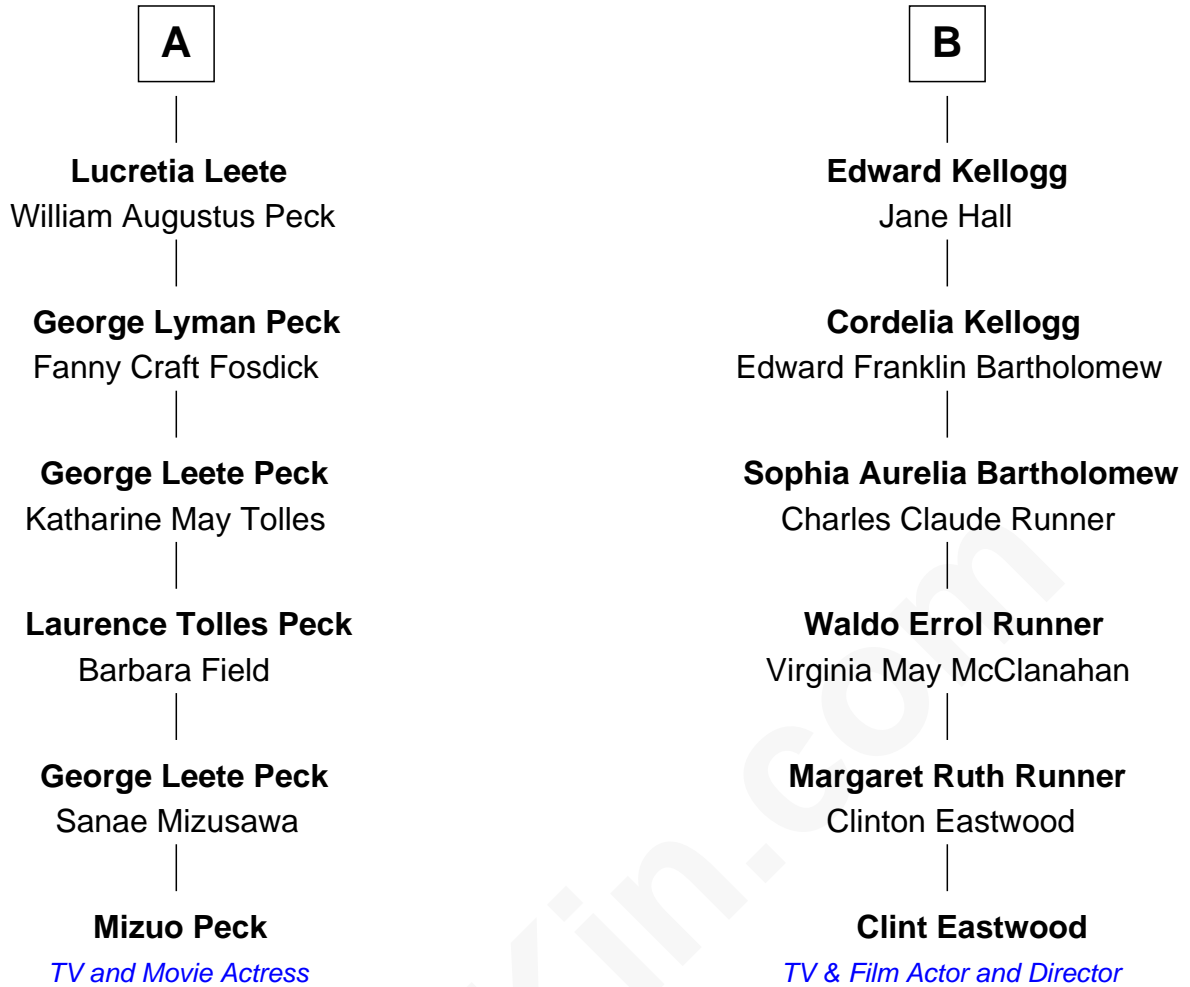 A
Lucretia Leete
William Augustus Peck
George Lyman Peck
Fanny Craft Fosdick
George Leete Peck
Katharine May Tolles
Laurence Tolles Peck
Barbara Field
George Leete Peck
Sanae Mizusawa
Mizuo Peck
TV and Movie Actress
B
Edward Kellogg
Jane Hall
Cordelia Kellogg
Edward Franklin Bartholomew
Sophia Aurelia Bartholomew
Charles Claude Runner
Waldo Errol Runner
Virginia May McClanahan
Margaret Ruth Runner
Clinton Eastwood
Clint Eastwood
TV & Film Actor and Director
Kin.com